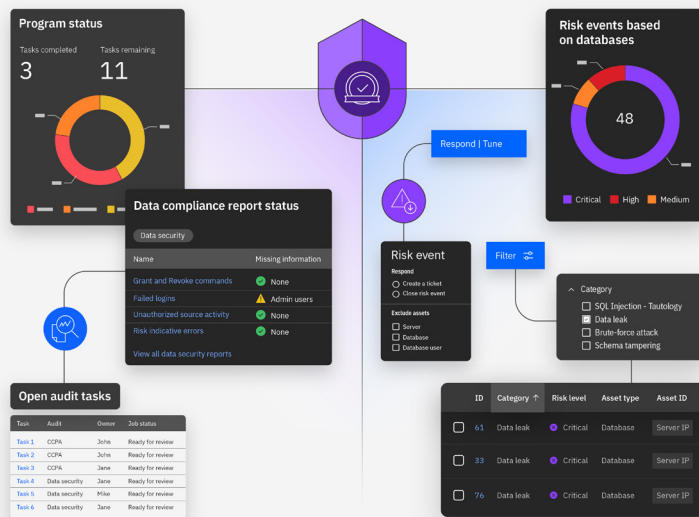 Program status
Tasks completed Tasks remaining
3 11
Data compliance report status
Data security
Name Missing information
Grant and Revoke commands None
Failed logins Admin users
Unauthorized source activity None
Risk indicative errors None
View all data security reports
Open audit tasks
Task Audit Owner Job status
Task 1 CCPA John Ready for review
Task 2 CCPA John Ready for review
Task 3 CCPA Jane Ready for review
Task 4 Data security Jane Ready for review
Task 5 Data security Mike Ready for review
Task 6 Data security Jane Ready for review
Risk events based
on databases
48
Critical High Medium
Respond | Tune
Risk event
Respond
Create a ticket
Close risk event
Exclude assets
Server
Database
Database user
Filter
Category
SQL Injection - Tautology
Data leak
Brute-force attack
Schema tampering
ID Category ↑ Risk level Asset type Asset ID
61 Data leak Critical Database Server IP
33 Data leak Critical Database Server IP
76 Data leak Critical Database Server IP